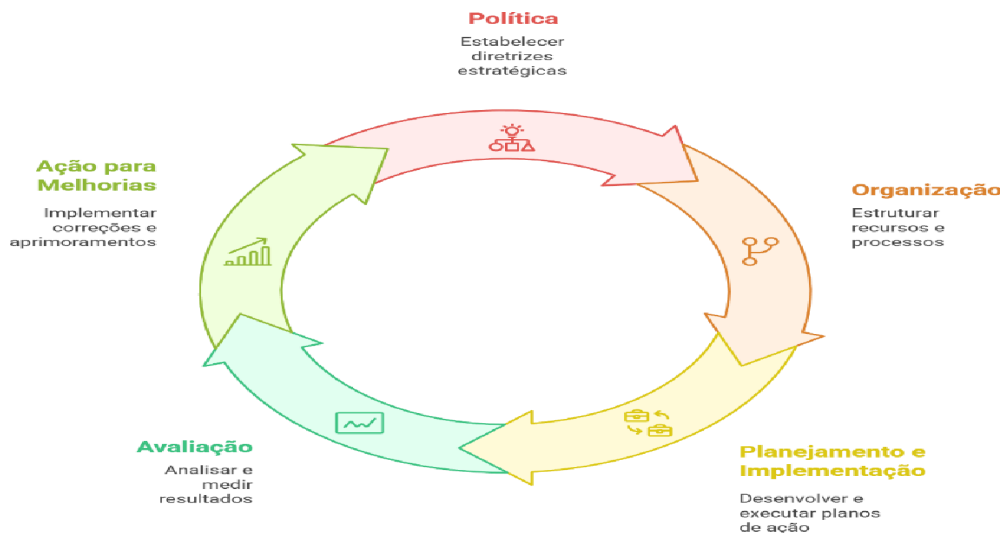 Política
Estabelecer
diretrizes
estratégicas
Organização
Estruturar
recursos e
processos
Planejamento e
Implementação
Desenvolver e
executar planos
de ação
Avaliação
Analisar e
medir
resultados
Ação para
Melhorias
Implementar
correções e
aprimoramentos